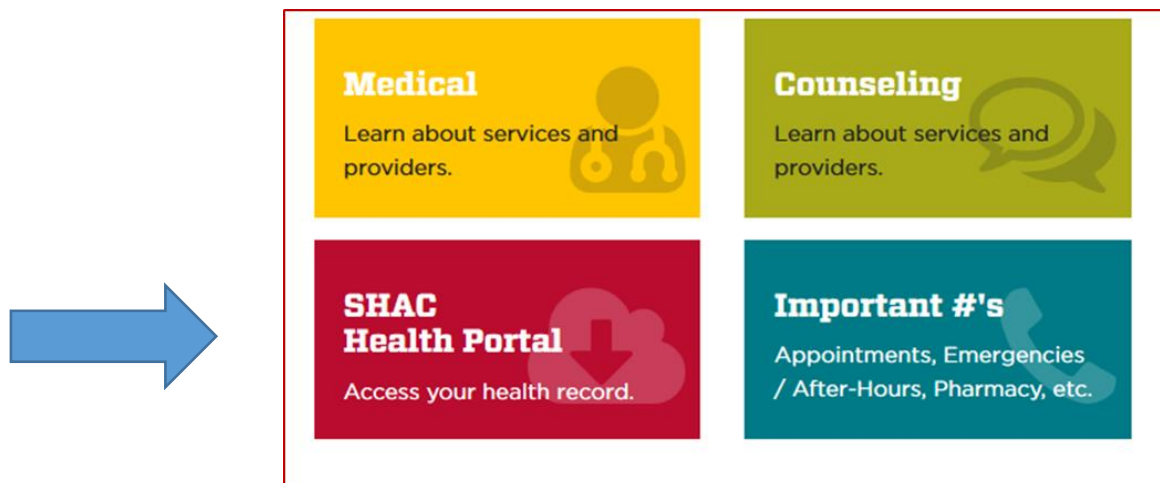 Medical
Learn about services and
providers.
Counseling
Learn about services and
providers.
SHAC
Health Portal
Access your health record.
Important #'s
Appointments, Emergencies
/ After-Hours, Pharmacy, etc.